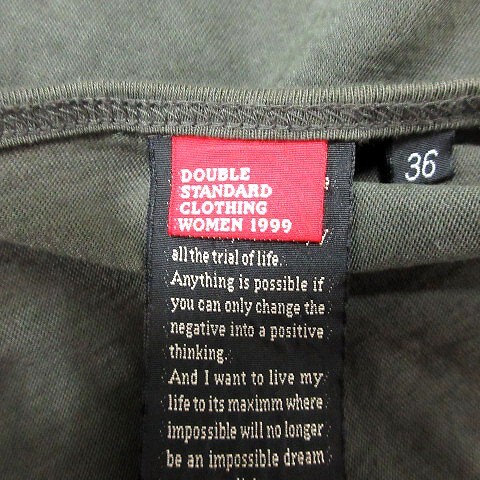 DOUBLE
STANDARD
CLOTHING
WOMEN 1999
36
all the trial of life.
Anything is possible if
you can only change the
negative into a positive
thinking.
And I want to live my
life to its maximm where
impossible will no longer
be an impossible dream